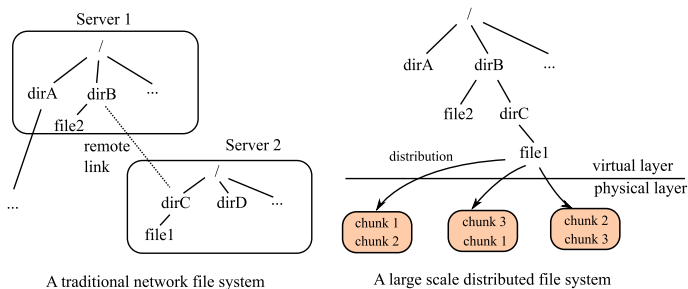 Server 1
/
dirA
dirB
...
file2
remote
link
...
Server 2
/
dirC
dirD
...
file1
A traditional network file system
/
dirA
dirB
...
file2
dirC
distribution
file1
virtual layer
physical layer
chunk 1
chunk 2
chunk 3
chunk 1
chunk 2
chunk 3
A large scale distributed file system